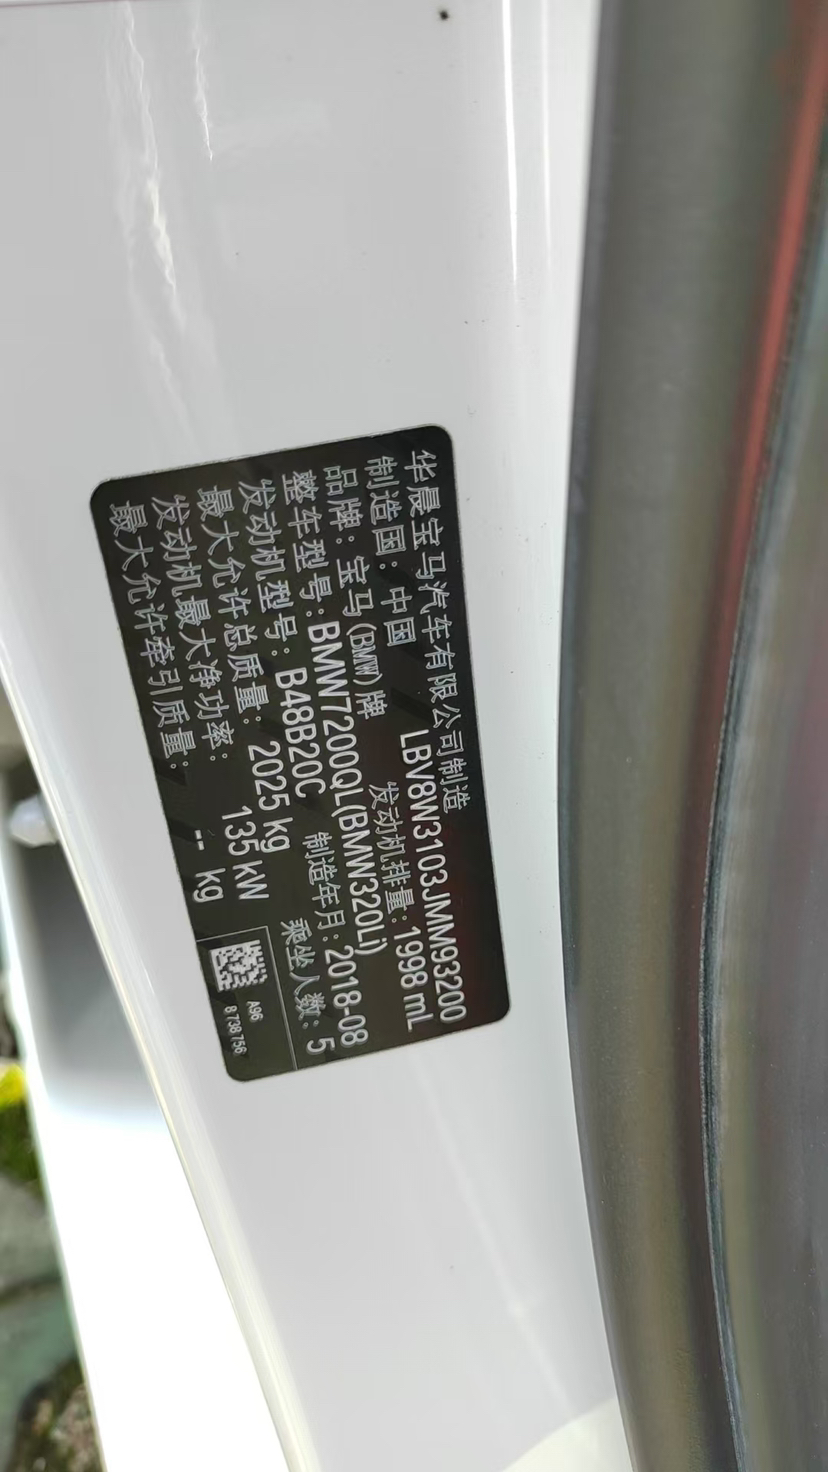 华晨宝马汽车有限公司制造
制造国：中国 LBV8W3103JMM93200
品牌：宝马(BMW)牌 发动机排量：1998 mL
整车型号：BMW7200QL(BMW320Li)
发动机型号：B48B20C 制造年月：2018-08
最大允许总质量：2025 kg 乘坐人数：5
发动机最大净功率：135 kW
最大允许牵引质量：-- kg
A96
8 738 756